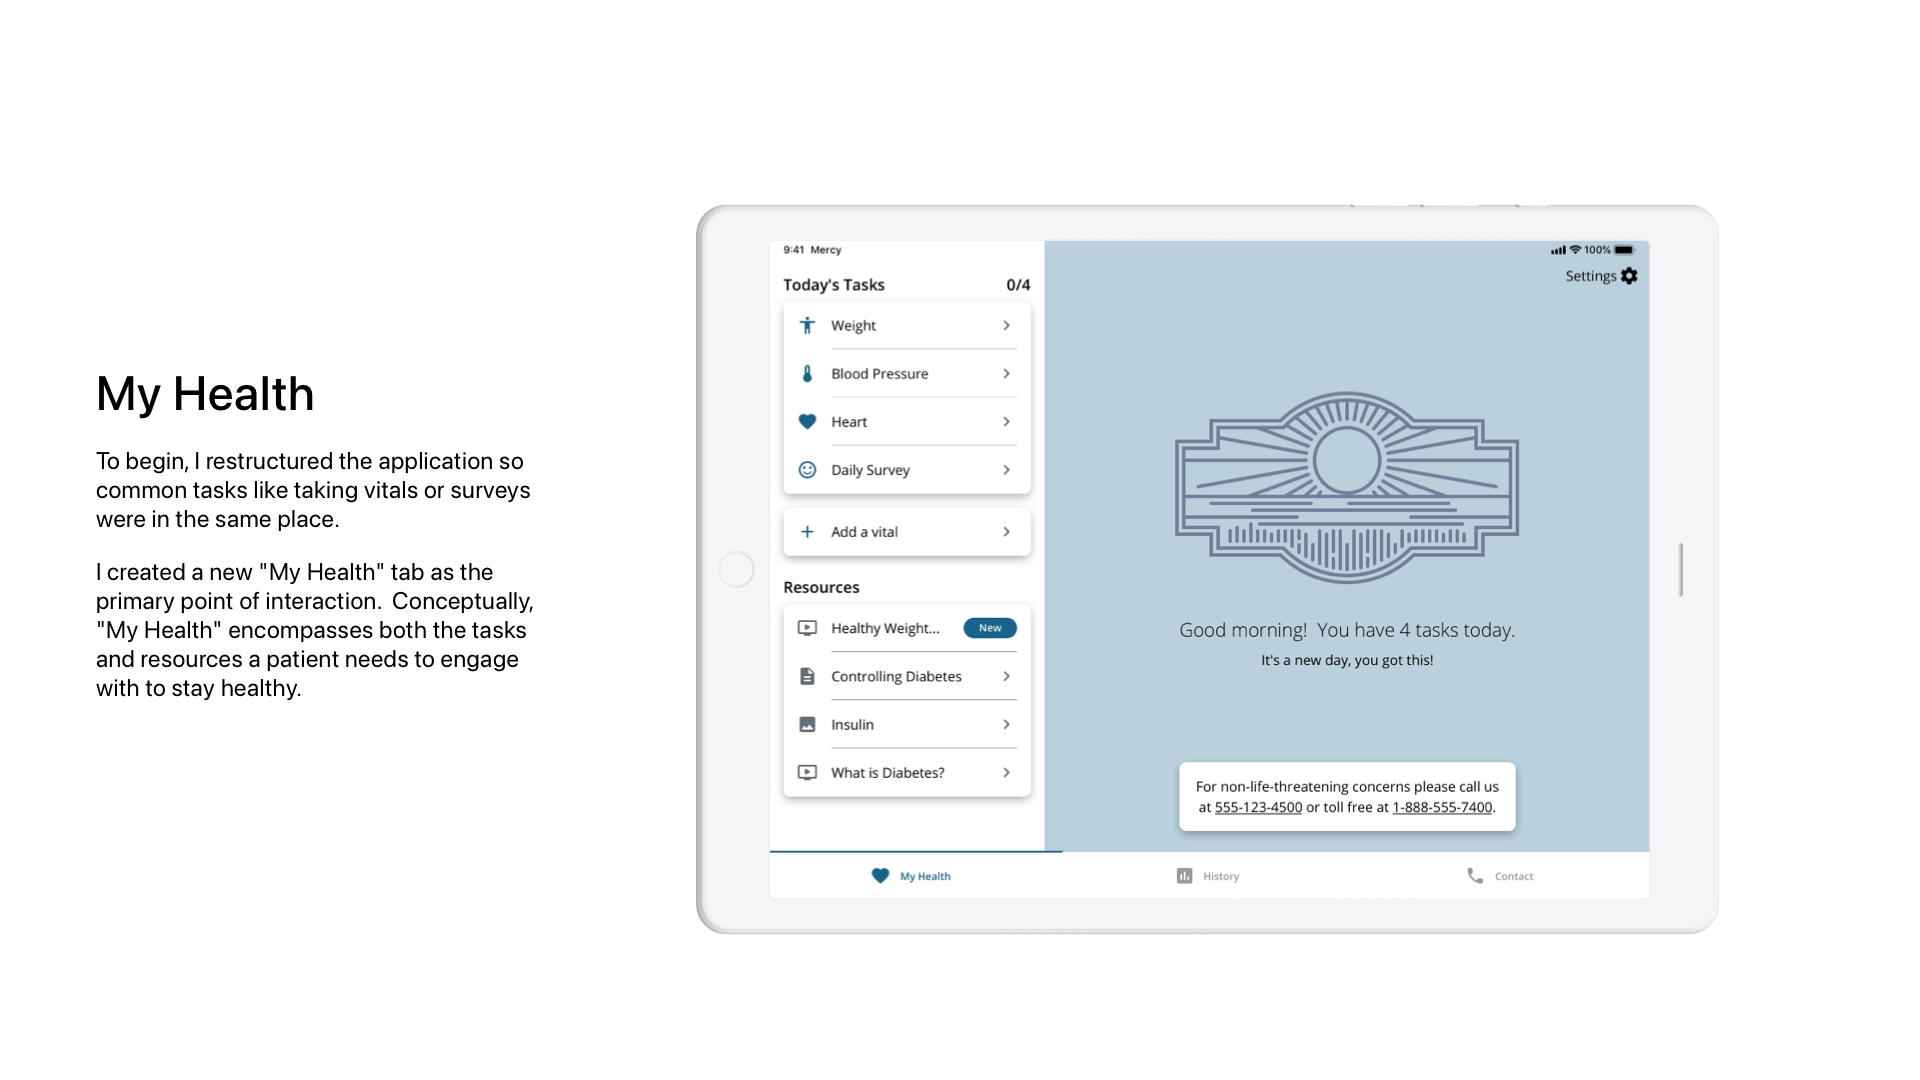 My Health
To begin, I restructured the application so
common tasks like taking vitals or surveys
were in the same place.
I created a new "My Health" tab as the
primary point of interaction.  Conceptually,
"My Health" encompasses both the tasks
and resources a patient needs to engage
with to stay healthy.
9:41 Mercy
100%
Settings
Today's Tasks 0/4
Weight
Blood Pressure
Heart
Daily Survey
Add a vital
Resources
Healthy Weight... New
Controlling Diabetes
Insulin
What is Diabetes?
Good morning!  You have 4 tasks today.
It's a new day, you got this!
For non-life-threatening concerns please call us
at 555-123-4500 or toll free at 1-888-555-7400.
My Health
History
Contact